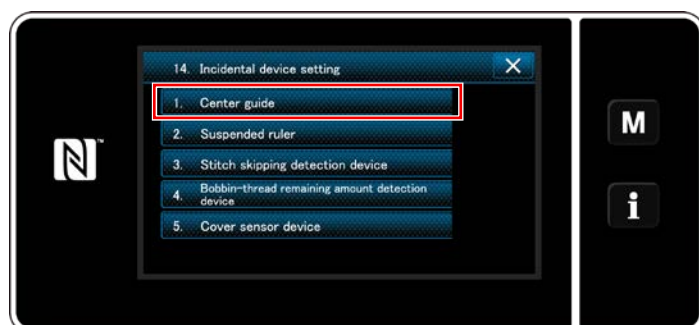 14. Incidental device setting
1. Center guide
2. Suspended ruler
3. Stitch skipping detection device
4. Bobbin-thread remaining amount detection
device
5. Cover sensor device
M
i